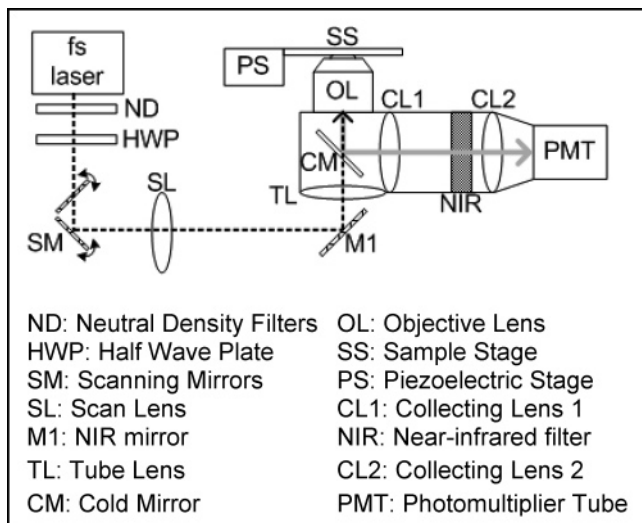 fs
laser
ND
HWP
SM
SL
SS
PS
OL
CL1
CL2
CM
TL
NIR
PMT
M1
ND: Neutral Density Filters
HWP: Half Wave Plate
SM: Scanning Mirrors
SL: Scan Lens
M1: NIR mirror
TL: Tube Lens
CM: Cold Mirror
OL: Objective Lens
SS: Sample Stage
PS: Piezoelectric Stage
CL1: Collecting Lens 1
NIR: Near-infrared filter
CL2: Collecting Lens 2
PMT: Photomultiplier Tube